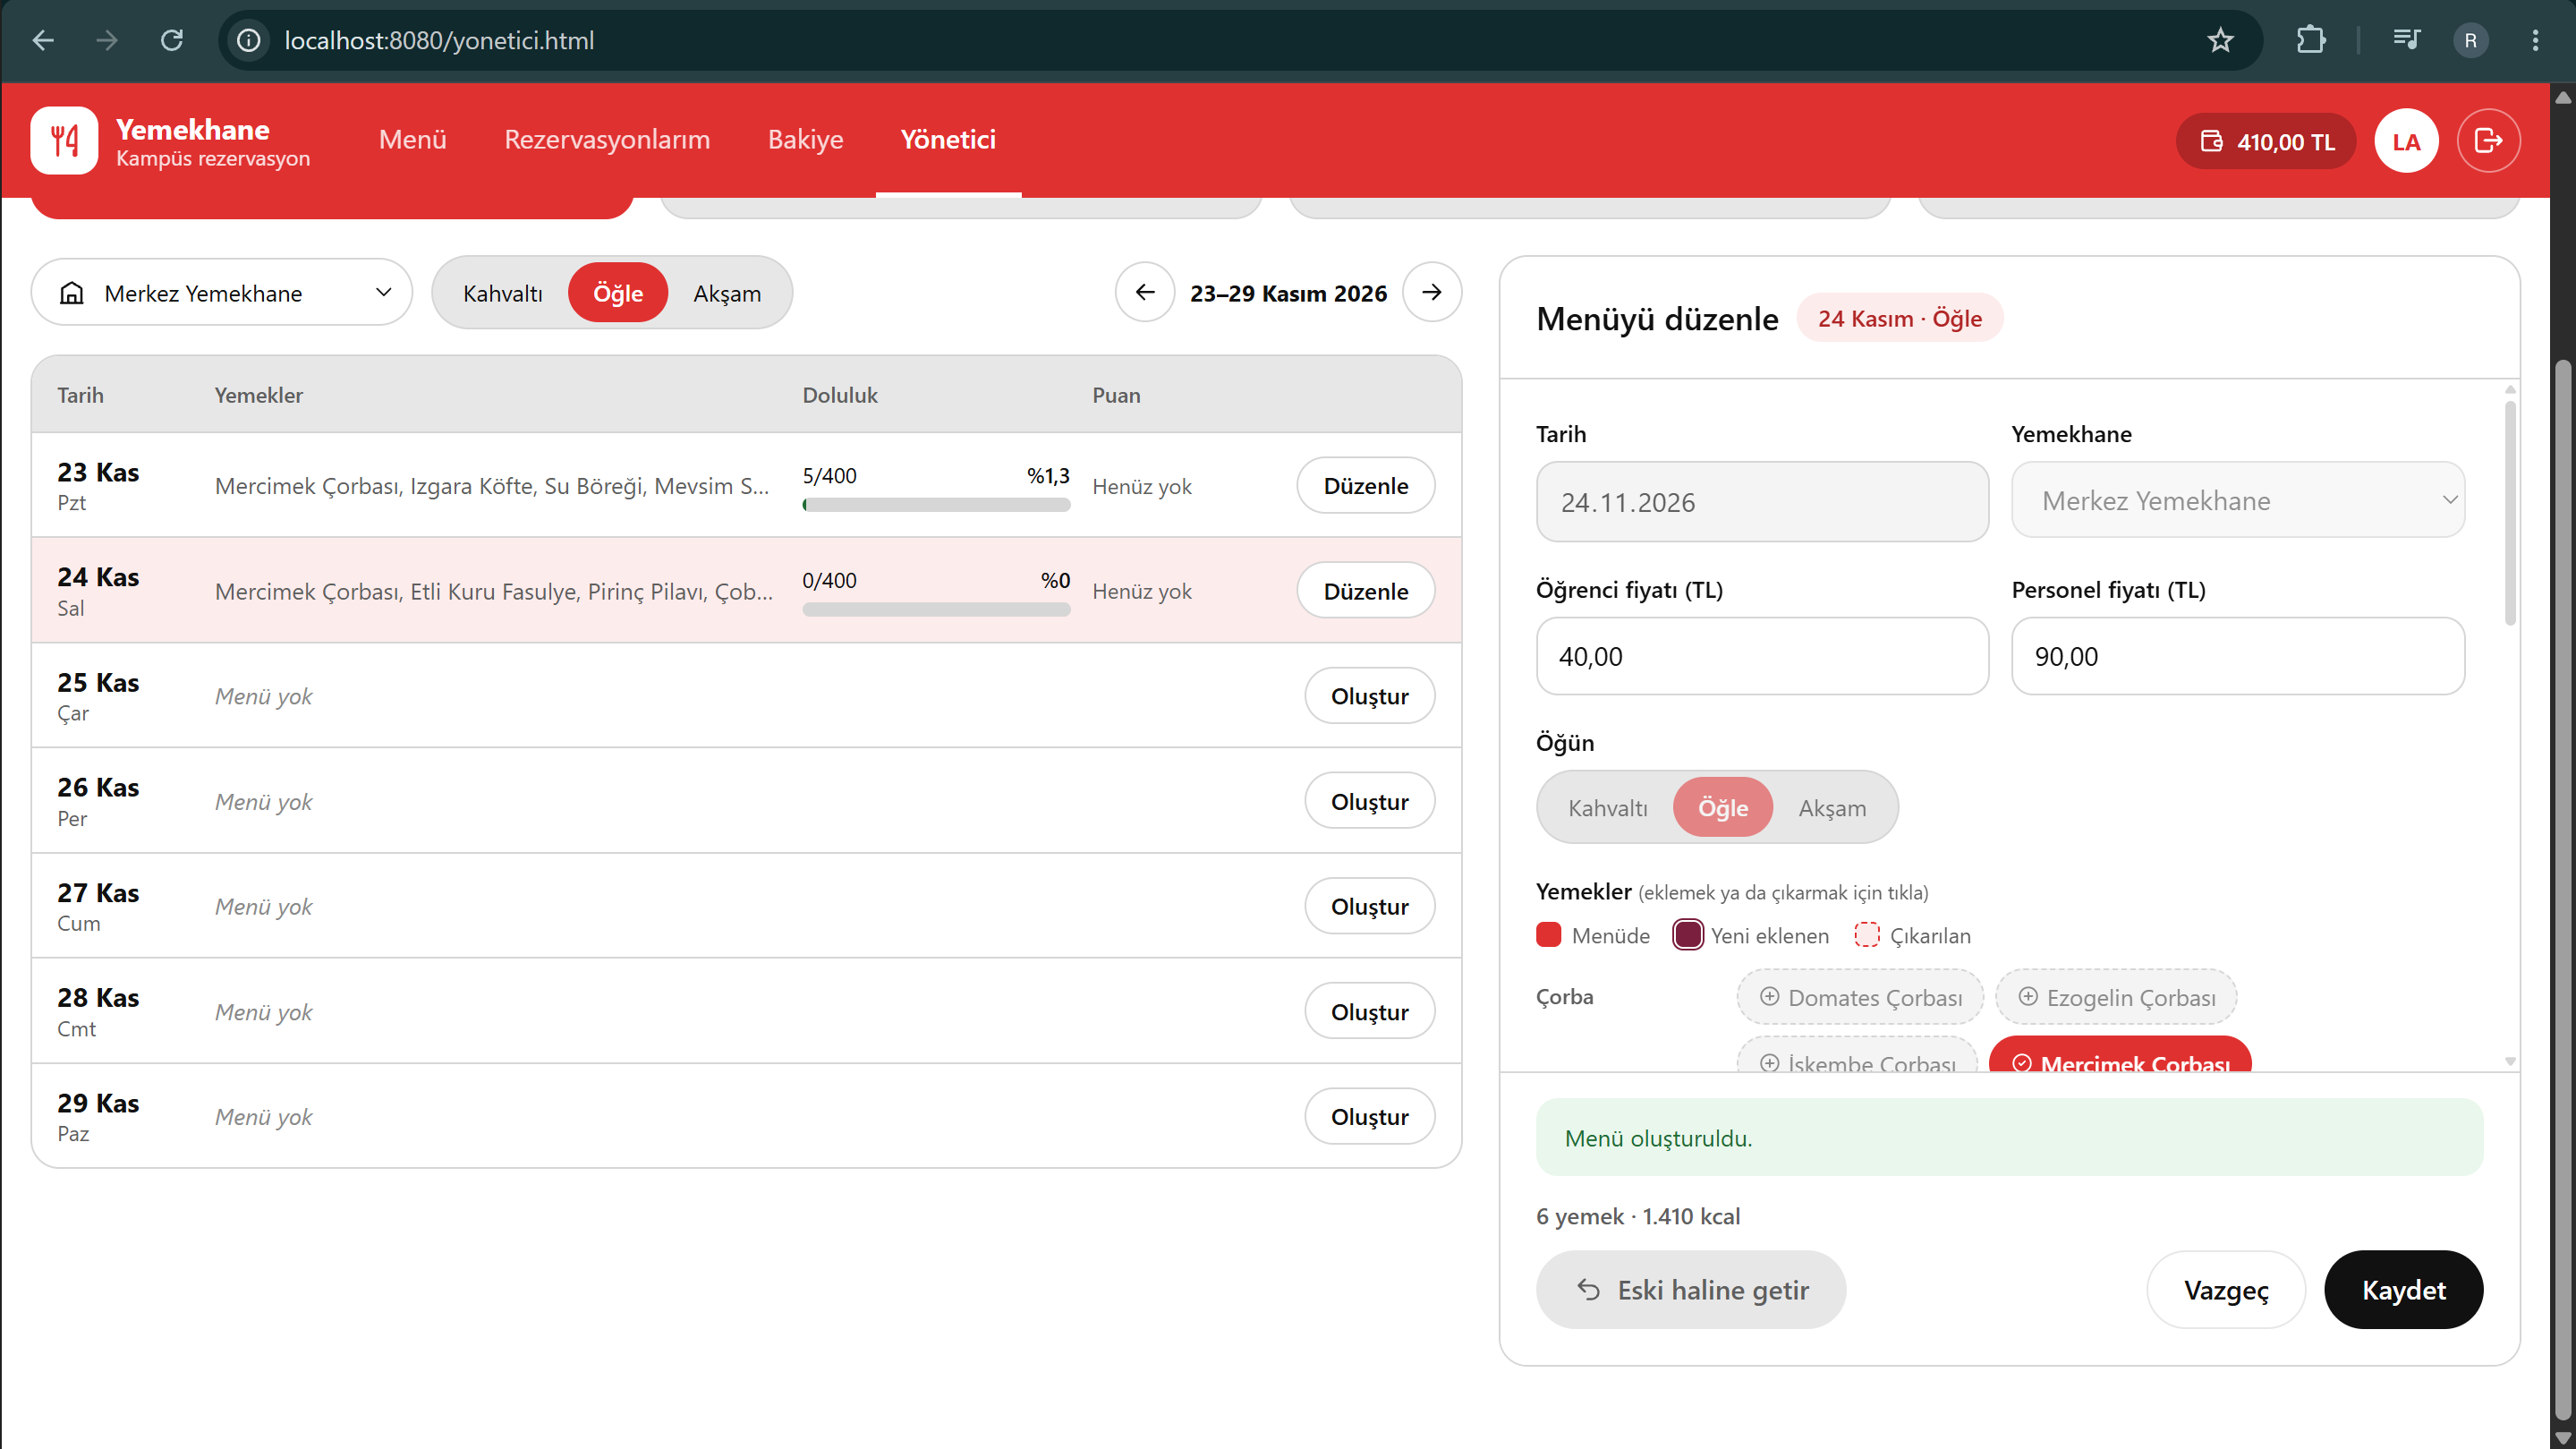 localhost:8080/yonetici.html
R
Yemekhane
Kampüs rezervasyon
Menü
Rezervasyonlarım
Bakiye
Yönetici
410,00 TL
LA
Merkez Yemekhane
Kahvaltı
Öğle
Akşam
23–29 Kasım 2026
Tarih
Yemekler
Doluluk
Puan
23 Kas
Pzt
Mercimek Çorbası, Izgara Köfte, Su Böreği, Mevsim S...
5/400
%1,3
Henüz yok
Düzenle
24 Kas
Sal
Mercimek Çorbası, Etli Kuru Fasulye, Pirinç Pilavı, Çob...
0/400
%0
Henüz yok
Düzenle
25 Kas
Çar
Menü yok
Oluştur
26 Kas
Per
Menü yok
Oluştur
27 Kas
Cum
Menü yok
Oluştur
28 Kas
Cmt
Menü yok
Oluştur
29 Kas
Paz
Menü yok
Oluştur
Menüyü düzenle
24 Kasım · Öğle
Tarih
Yemekhane
24.11.2026
Merkez Yemekhane
Öğrenci fiyatı (TL)
Personel fiyatı (TL)
40,00
90,00
Öğün
Kahvaltı
Öğle
Akşam
Yemekler (eklemek ya da çıkarmak için tıkla)
Menüde
Yeni eklenen
Çıkarılan
Çorba
Domates Çorbası
Ezogelin Çorbası
İşkembe Çorbası
Mercimek Çorbası
Menü oluşturuldu.
6 yemek · 1.410 kcal
Eski haline getir
Vazgeç
Kaydet